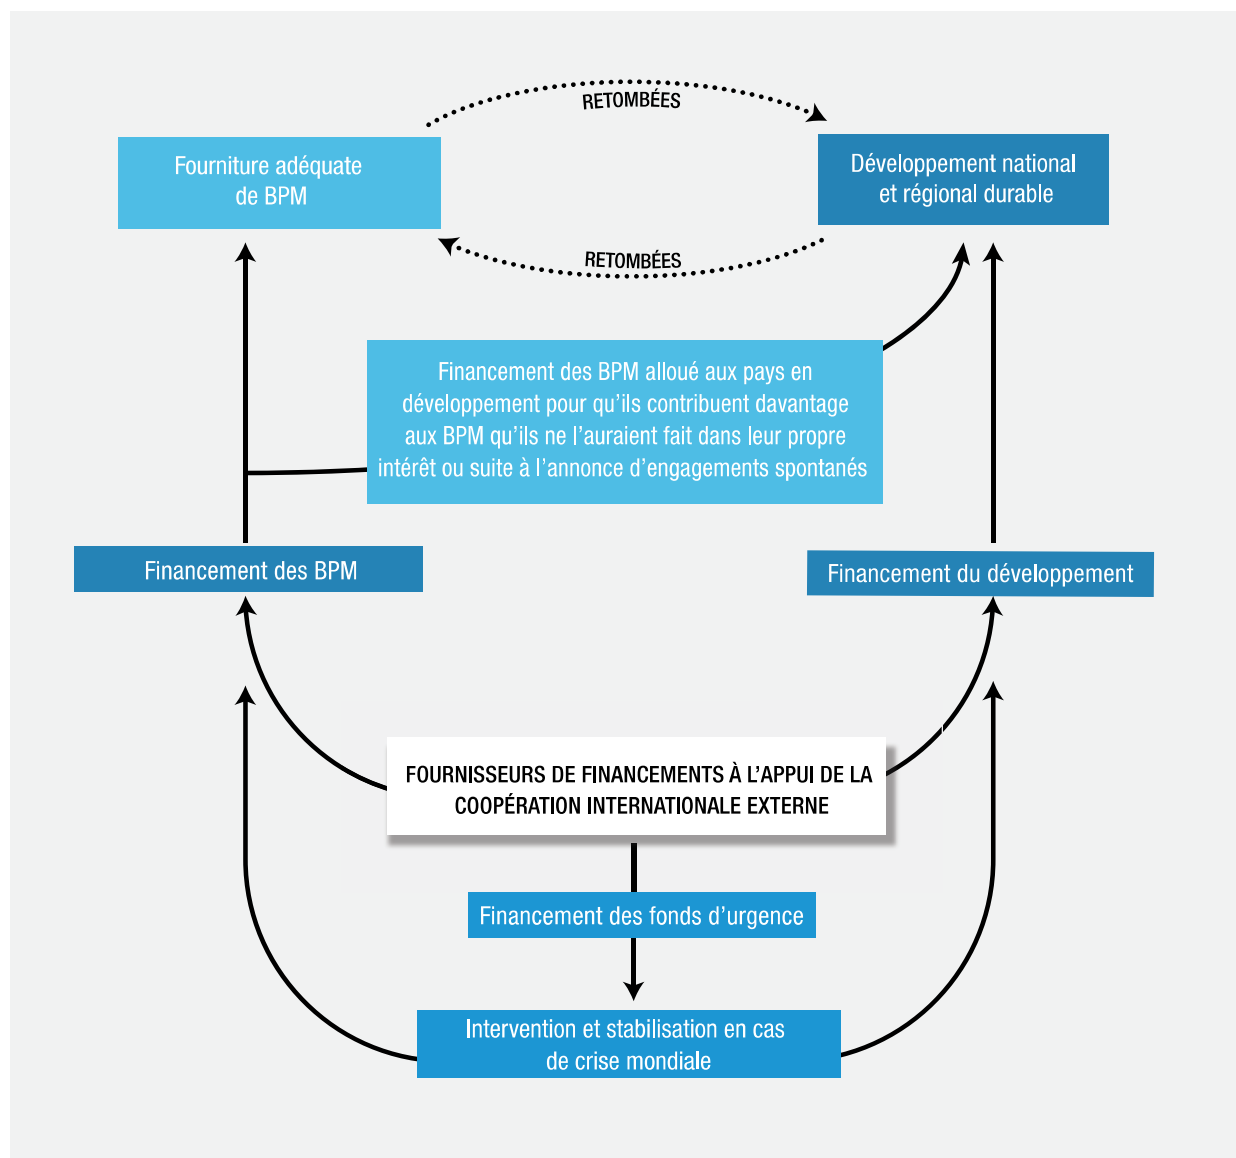 RETOMBÉES
Fourniture adéquate
de BPM
Développement national
et régional durable
RETOMBÉES
Financement des BPM alloué aux pays en
développement pour qu'ils contribuent davantage
aux BPM qu'ils ne l'auraient fait dans leur propre
intérêt ou suite à l'annonce d'engagements spontanés
Financement des BPM
Financement du développement
FOURNISSEURS DE FINANCEMENTS À L'APPUI DE LA
COOPÉRATION INTERNATIONALE EXTERNE
Financement des fonds d'urgence
Intervention et stabilisation en cas
de crise mondiale